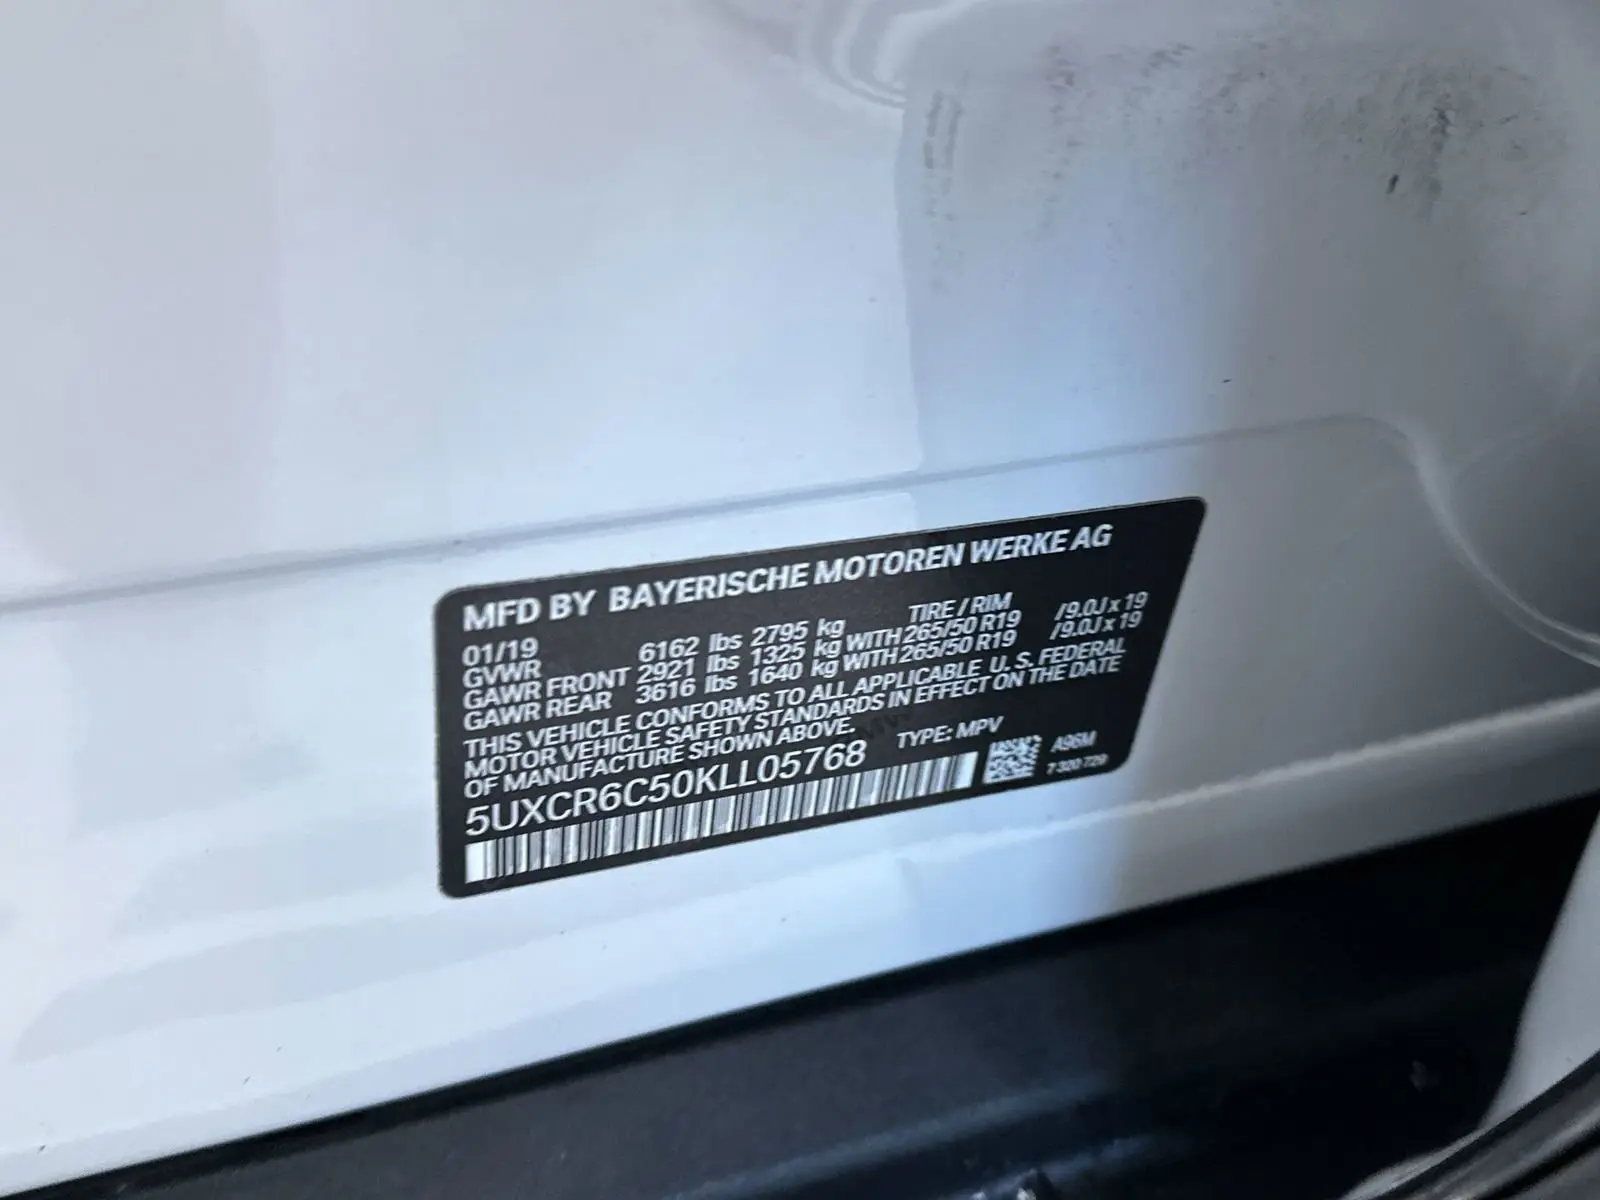 MFD BY BAYERISCHE MOTOREN WERKE AG
01/19 TIRE / RIM
GVWR 6162 lbs 2795 kg
GAWR FRONT 2921 lbs 1325 kg WITH 265/50 R19 /9.0J x 19
GAWR REAR 3616 lbs 1640 kg WITH 265/50 R19 /9.0J x 19
THIS VEHICLE CONFORMS TO ALL APPLICABLE U. S. FEDERAL
MOTOR VEHICLE SAFETY STANDARDS IN EFFECT ON THE DATE
OF MANUFACTURE SHOWN ABOVE.
5UXCR6C50KLL05768 TYPE: MPV
A96M
7 320 729